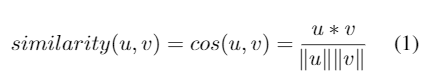 similarity(u, v) = cos(u, v) = \frac{u * v}{\|u\|\|v\|} (1)